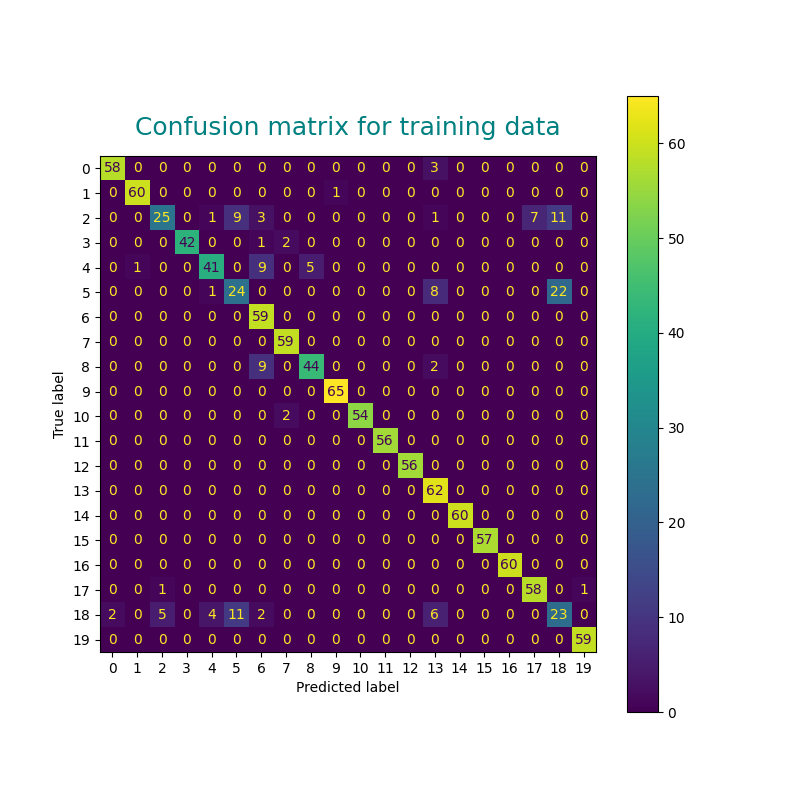 Confusion matrix for training data
0 58 0 0 0 0 0 0 0 0 0 0 0 0 3 0 0 0 0 0 0
1 0 60 0 0 0 0 0 0 0 1 0 0 0 0 0 0 0 0 0 0
2 0 0 25 0 1 9 3 0 0 0 0 0 0 1 0 0 0 7 11 0
3 0 0 0 42 0 0 1 2 0 0 0 0 0 0 0 0 0 0 0 0
4 0 1 0 0 41 0 9 0 5 0 0 0 0 0 0 0 0 0 0 0
5 0 0 0 0 1 24 0 0 0 0 0 0 0 8 0 0 0 0 22 0
6 0 0 0 0 0 0 59 0 0 0 0 0 0 0 0 0 0 0 0 0
7 0 0 0 0 0 0 0 59 0 0 0 0 0 0 0 0 0 0 0 0
8 0 0 0 0 0 0 9 0 44 0 0 0 0 2 0 0 0 0 0 0
9 0 0 0 0 0 0 0 0 0 65 0 0 0 0 0 0 0 0 0 0
10 0 0 0 0 0 0 0 2 0 0 54 0 0 0 0 0 0 0 0 0
11 0 0 0 0 0 0 0 0 0 0 0 56 0 0 0 0 0 0 0 0
12 0 0 0 0 0 0 0 0 0 0 0 0 56 0 0 0 0 0 0 0
13 0 0 0 0 0 0 0 0 0 0 0 0 0 62 0 0 0 0 0 0
14 0 0 0 0 0 0 0 0 0 0 0 0 0 0 60 0 0 0 0 0
15 0 0 0 0 0 0 0 0 0 0 0 0 0 0 0 57 0 0 0 0
16 0 0 0 0 0 0 0 0 0 0 0 0 0 0 0 0 60 0 0 0
17 0 0 1 0 0 0 0 0 0 0 0 0 0 0 0 0 0 58 0 1
18 2 0 5 0 4 11 2 0 0 0 0 0 0 6 0 0 0 0 23 0
19 0 0 0 0 0 0 0 0 0 0 0 0 0 0 0 0 0 0 0 59
0 1 2 3 4 5 6 7 8 9 10 11 12 13 14 15 16 17 18 19
Predicted label
True label
60
50
40
30
20
10
0